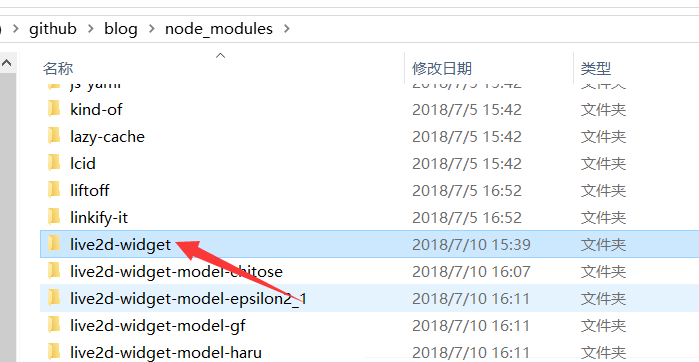 github > blog > node_modules >
名称 修改日期 类型
js-yaml 2018/7/5 15:42 文件夹
kind-of 2018/7/5 15:42 文件夹
lazy-cache 2018/7/5 15:42 文件夹
lcid 2018/7/5 15:42 文件夹
liftoff 2018/7/5 16:52 文件夹
linkify-it 2018/7/5 16:52 文件夹
live2d-widget 2018/7/10 15:39 文件夹
live2d-widget-model-chitose 2018/7/10 16:07 文件夹
live2d-widget-model-epsilon2_1 2018/7/10 16:11 文件夹
live2d-widget-model-gf 2018/7/10 16:11 文件夹
live2d-widget-model-haru 2018/7/10 16:11 文件夹